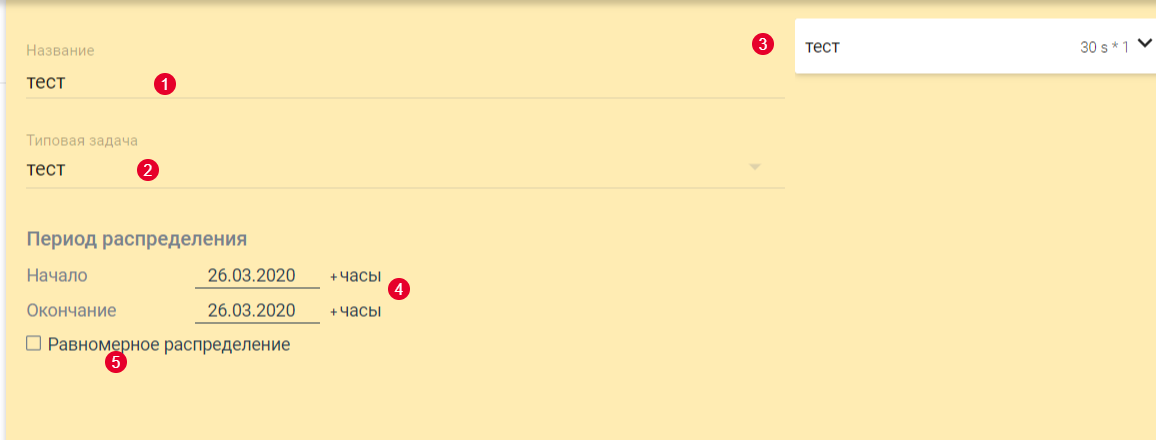 Название
тест 1
Типовая задача
тест 2
3 тест 30 s * 1
Период распределения
Начало 26.03.2020 +часы
4
Окончание 26.03.2020 +часы
Равномерное распределение
5